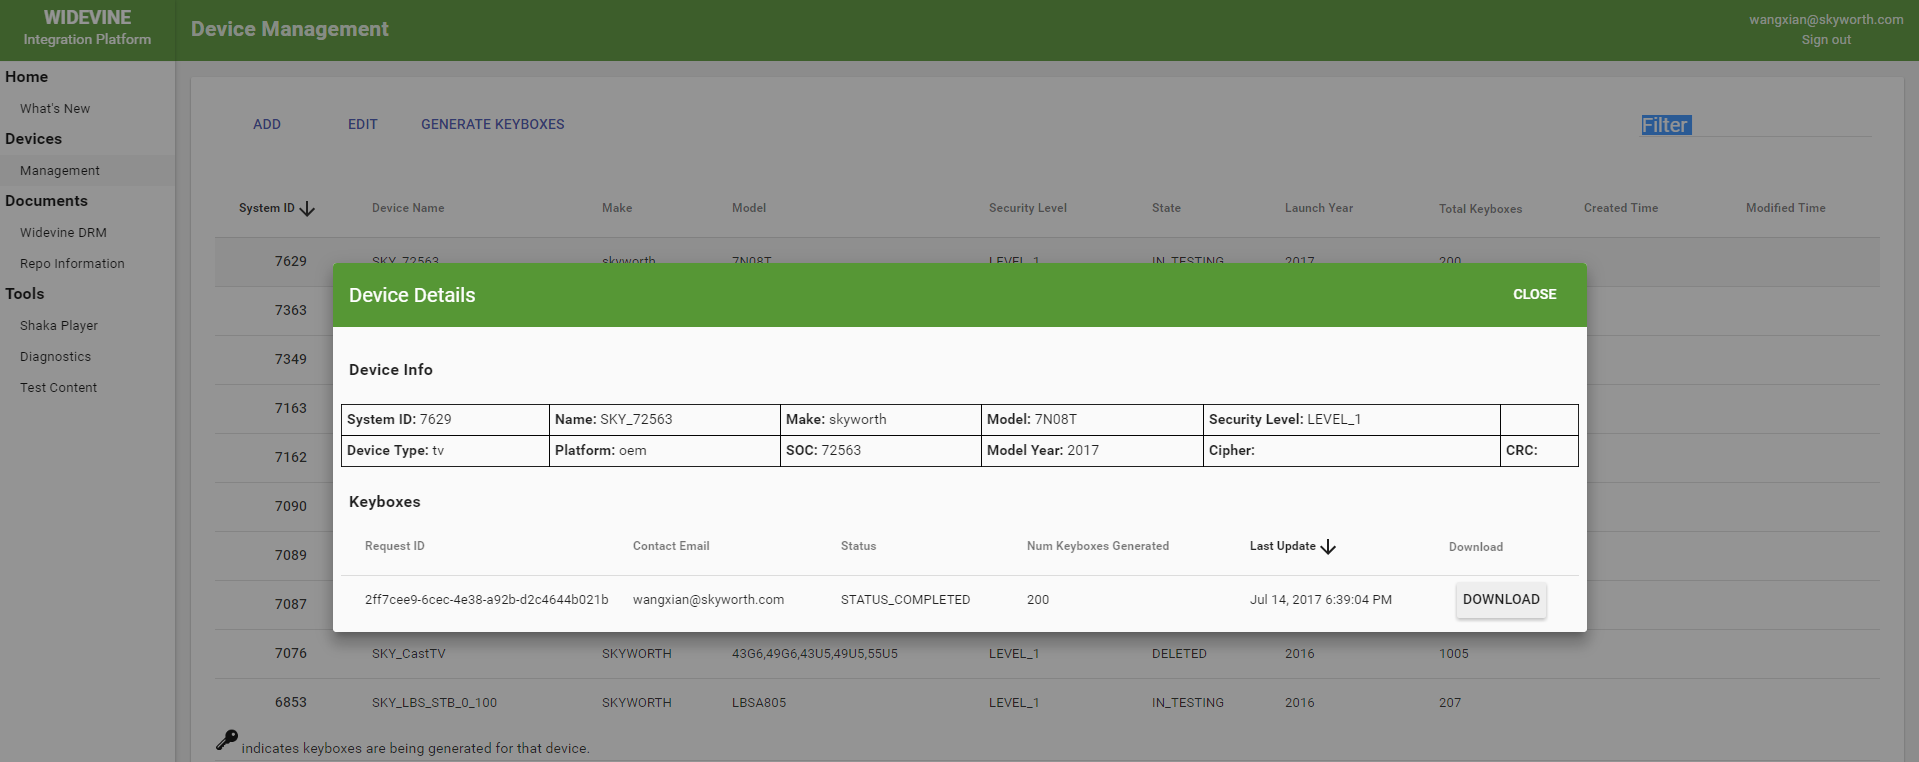 WIDEVINE
Integration Platform
Device Management
wangxian@skyworth.com
Sign out
Home
What's New
Devices
Management
Documents
Widevine DRM
Repo Information
Tools
Shaka Player
Diagnostics
Test Content
ADD EDIT GENERATE KEYBOXES
Filter
System ID Device Name Make Model Security Level State Launch Year Total Keyboxes Created Time Modified Time
7629 SKY_72563 skyworth 7N08T LEVEL_1 IN_TESTING 2017 200
7363
7349
7163
7162
7090
7089
7087
Device Details CLOSE
Device Info
System ID: 7629 Name: SKY_72563 Make: skyworth Model: 7N08T Security Level: LEVEL_1
Device Type: tv Platform: oem SOC: 72563 Model Year: 2017 Cipher: CRC:
Keyboxes
Request ID Contact Email Status Num Keyboxes Generated Last Update Download
2ff7cee9-6cec-4e38-a92b-d2c4644b021b wangxian@skyworth.com STATUS_COMPLETED 200 Jul 14, 2017 6:39:04 PM DOWNLOAD
7076 SKY_CastTV SKYWORTH 43G6,49G6,43U5,49U5,55U5 LEVEL_1 DELETED 2016 1005
6853 SKY_LBS_STB_0_100 SKYWORTH LBSA805 LEVEL_1 IN_TESTING 2016 207
indicates keyboxes are being generated for that device.